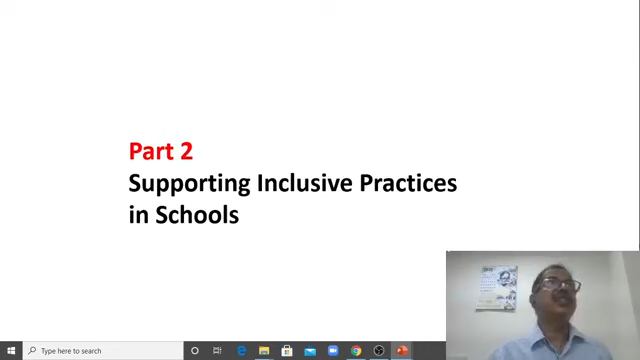 Part 2
Supporting Inclusive Practices
in Schools
Type here to search